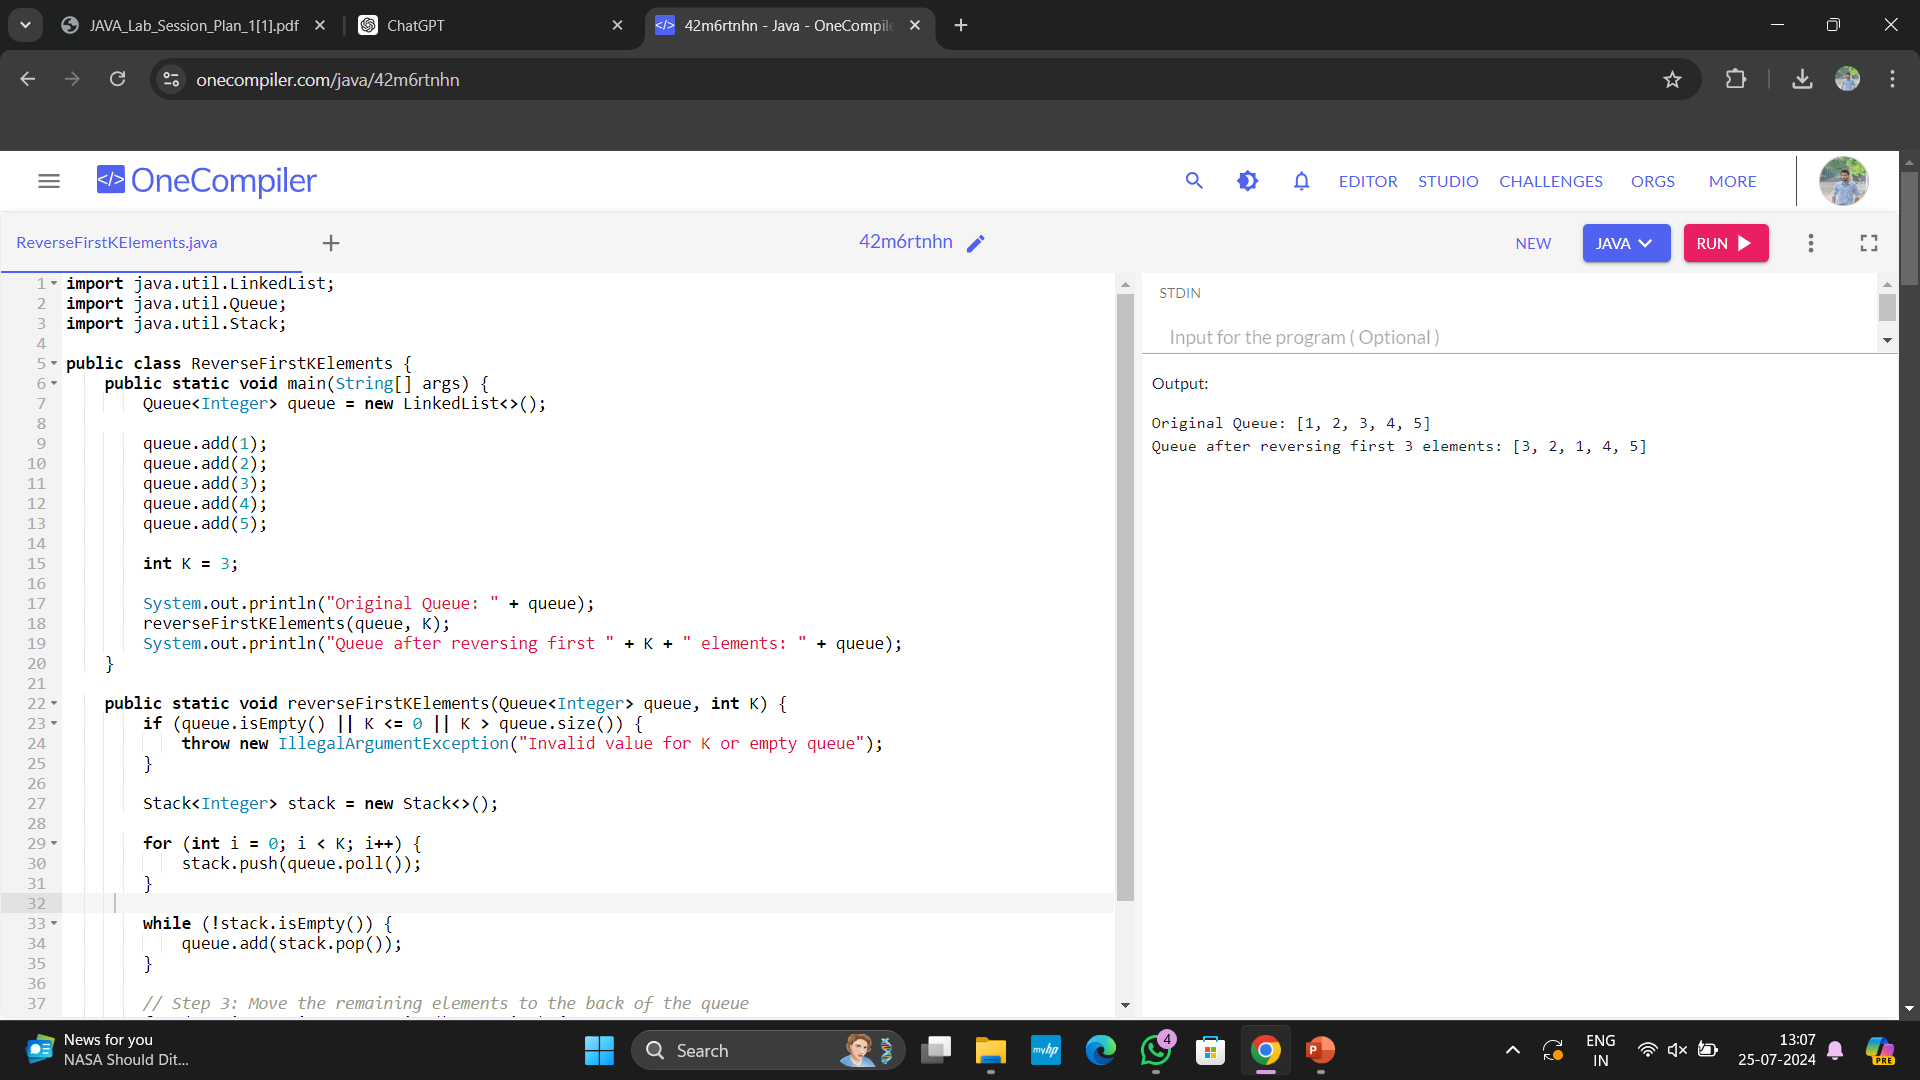 JAVA_Lab_Session_Plan_1[1].pdf
ChatGPT
42m6rtnhn - Java - OneCompil
onecompiler.com/java/42m6rtnhn
</> OneCompiler
EDITOR STUDIO CHALLENGES ORGS MORE
ReverseFirstKElements.java
42m6rtnhn
NEW JAVA RUN
1 import java.util.LinkedList;
2 import java.util.Queue;
3 import java.util.Stack;
4
5 public class ReverseFirstKElements {
6     public static void main(String[] args) {
7         Queue<Integer> queue = new LinkedList<>();
8
9         queue.add(1);
10         queue.add(2);
11         queue.add(3);
12         queue.add(4);
13         queue.add(5);
14
15         int K = 3;
16
17         System.out.println("Original Queue: " + queue);
18         reverseFirstKElements(queue, K);
19         System.out.println("Queue after reversing first " + K + " elements: " + queue);
20     }
21
22     public static void reverseFirstKElements(Queue<Integer> queue, int K) {
23         if (queue.isEmpty() || K <= 0 || K > queue.size()) {
24             throw new IllegalArgumentException("Invalid value for K or empty queue");
25         }
26
27         Stack<Integer> stack = new Stack<>();
28
29         for (int i = 0; i < K; i++) {
30             stack.push(queue.poll());
31         }
32
33         while (!stack.isEmpty()) {
34             queue.add(stack.pop());
35         }
36
37         // Step 3: Move the remaining elements to the back of the queue
STDIN
Input for the program ( Optional )
Output:
Original Queue: [1, 2, 3, 4, 5]
Queue after reversing first 3 elements: [3, 2, 1, 4, 5]
News for you
NASA Should Dit...
Search
myhp
4
P
ENG
IN
13:07
25-07-2024
PRE